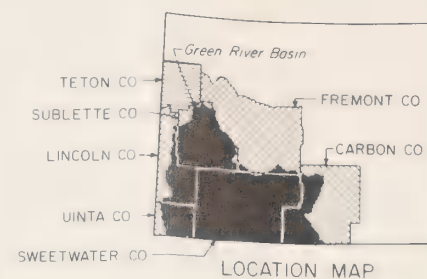 Green River Basin
TETON CO
SUBLETTE CO
LINCOLN CO
UINTA CO
SWEETWATER CO
FREMONT CO
CARBON CO
LOCATION MAP